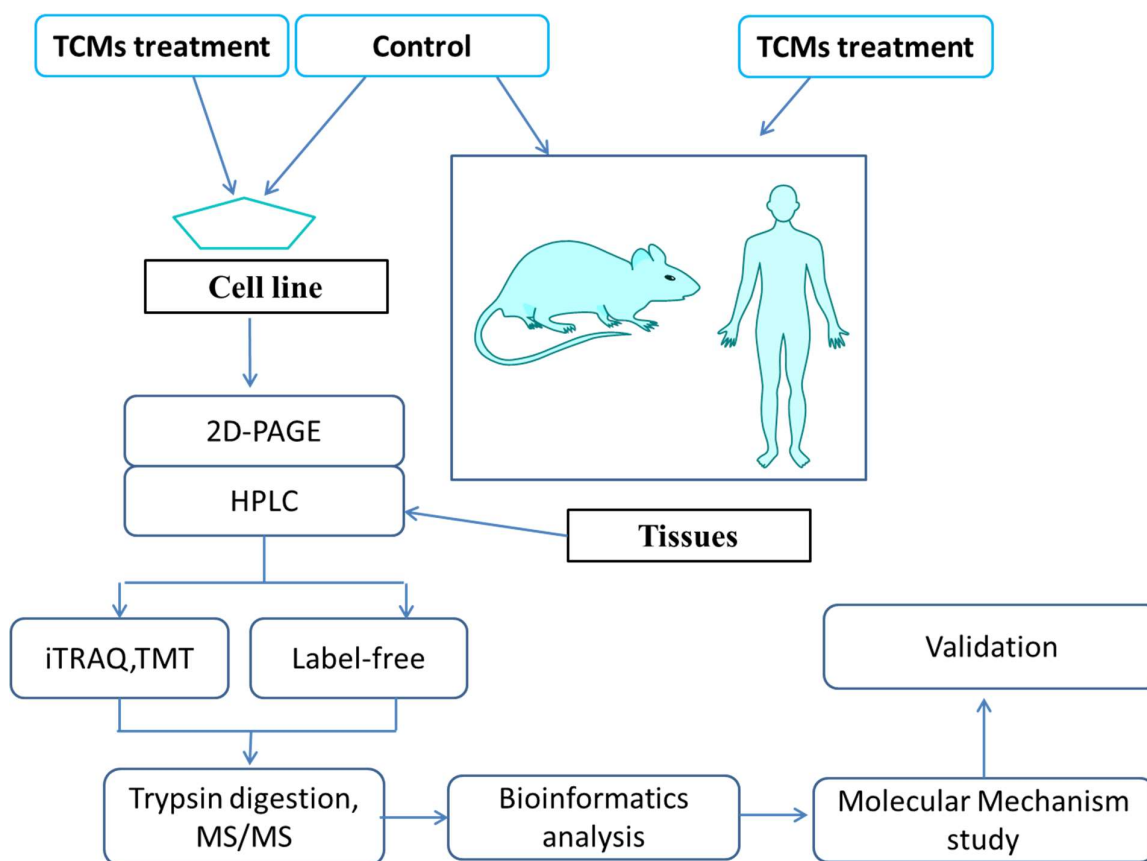 TCMs treatment
Control
TCMs treatment
Cell line
2D-PAGE
HPLC
Tissues
iTRAQ,TMT
Label-free
Validation
Trypsin digestion,
MS/MS
Bioinformatics
analysis
Molecular Mechanism
study